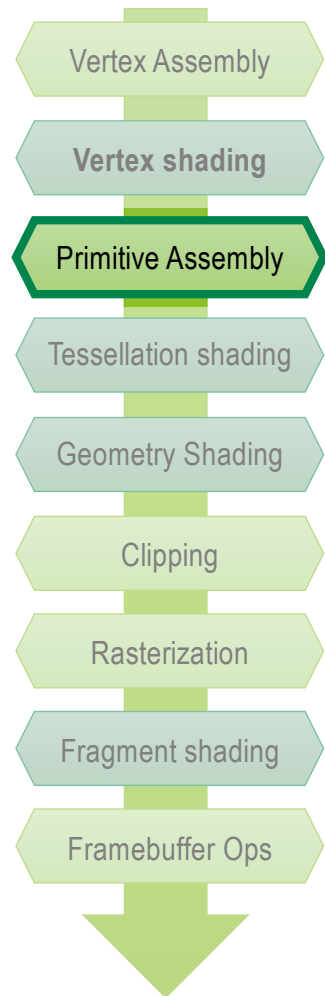 Vertex Assembly
Vertex shading
Primitive Assembly
Tessellation shading
Geometry Shading
Clipping
Rasterization
Fragment shading
Framebuffer Ops